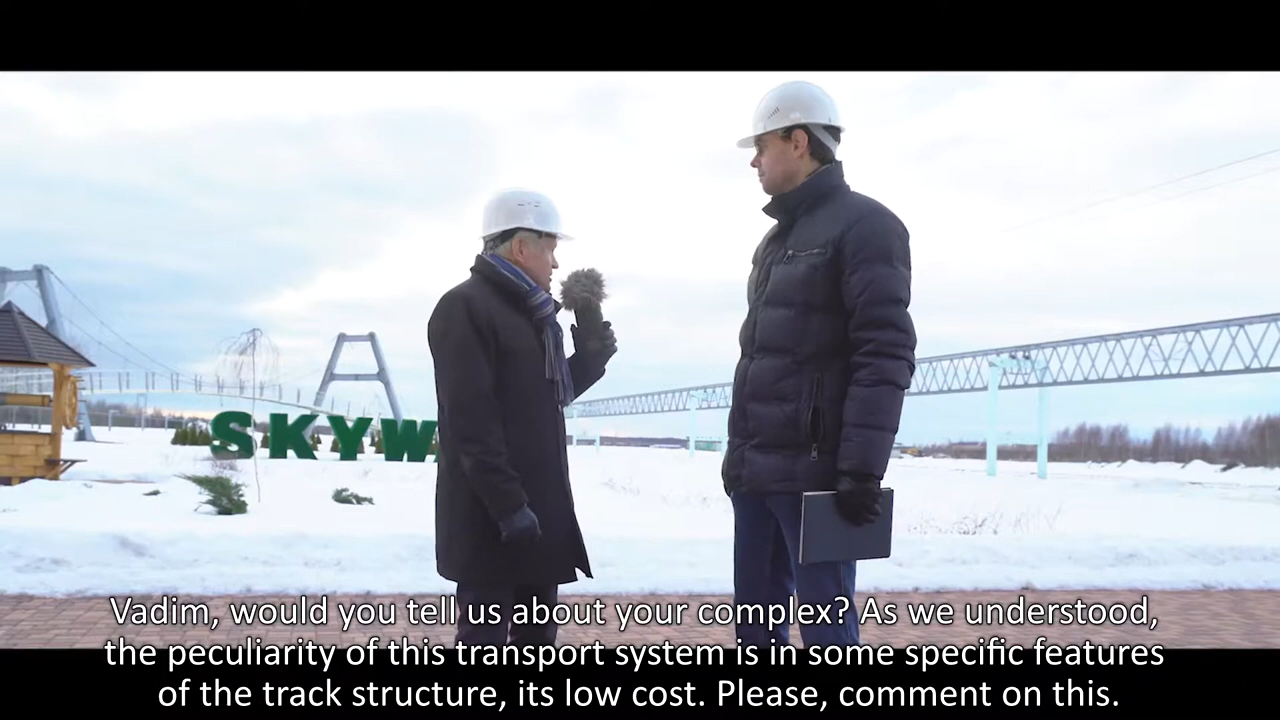 SKYW
Vadim, would you tell us about your complex? As we understood,
the peculiarity of this transport system is in some specific features
of the track structure, its low cost. Please, comment on this.